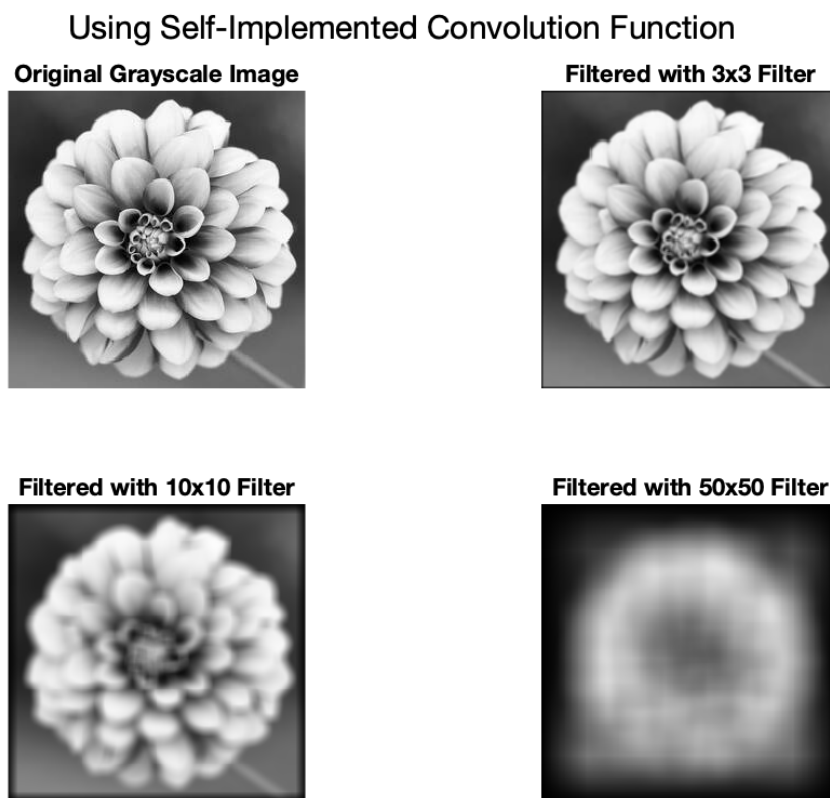 Using Self-Implemented Convolution Function
Original Grayscale Image
Filtered with 3x3 Filter
Filtered with 10x10 Filter
Filtered with 50x50 Filter